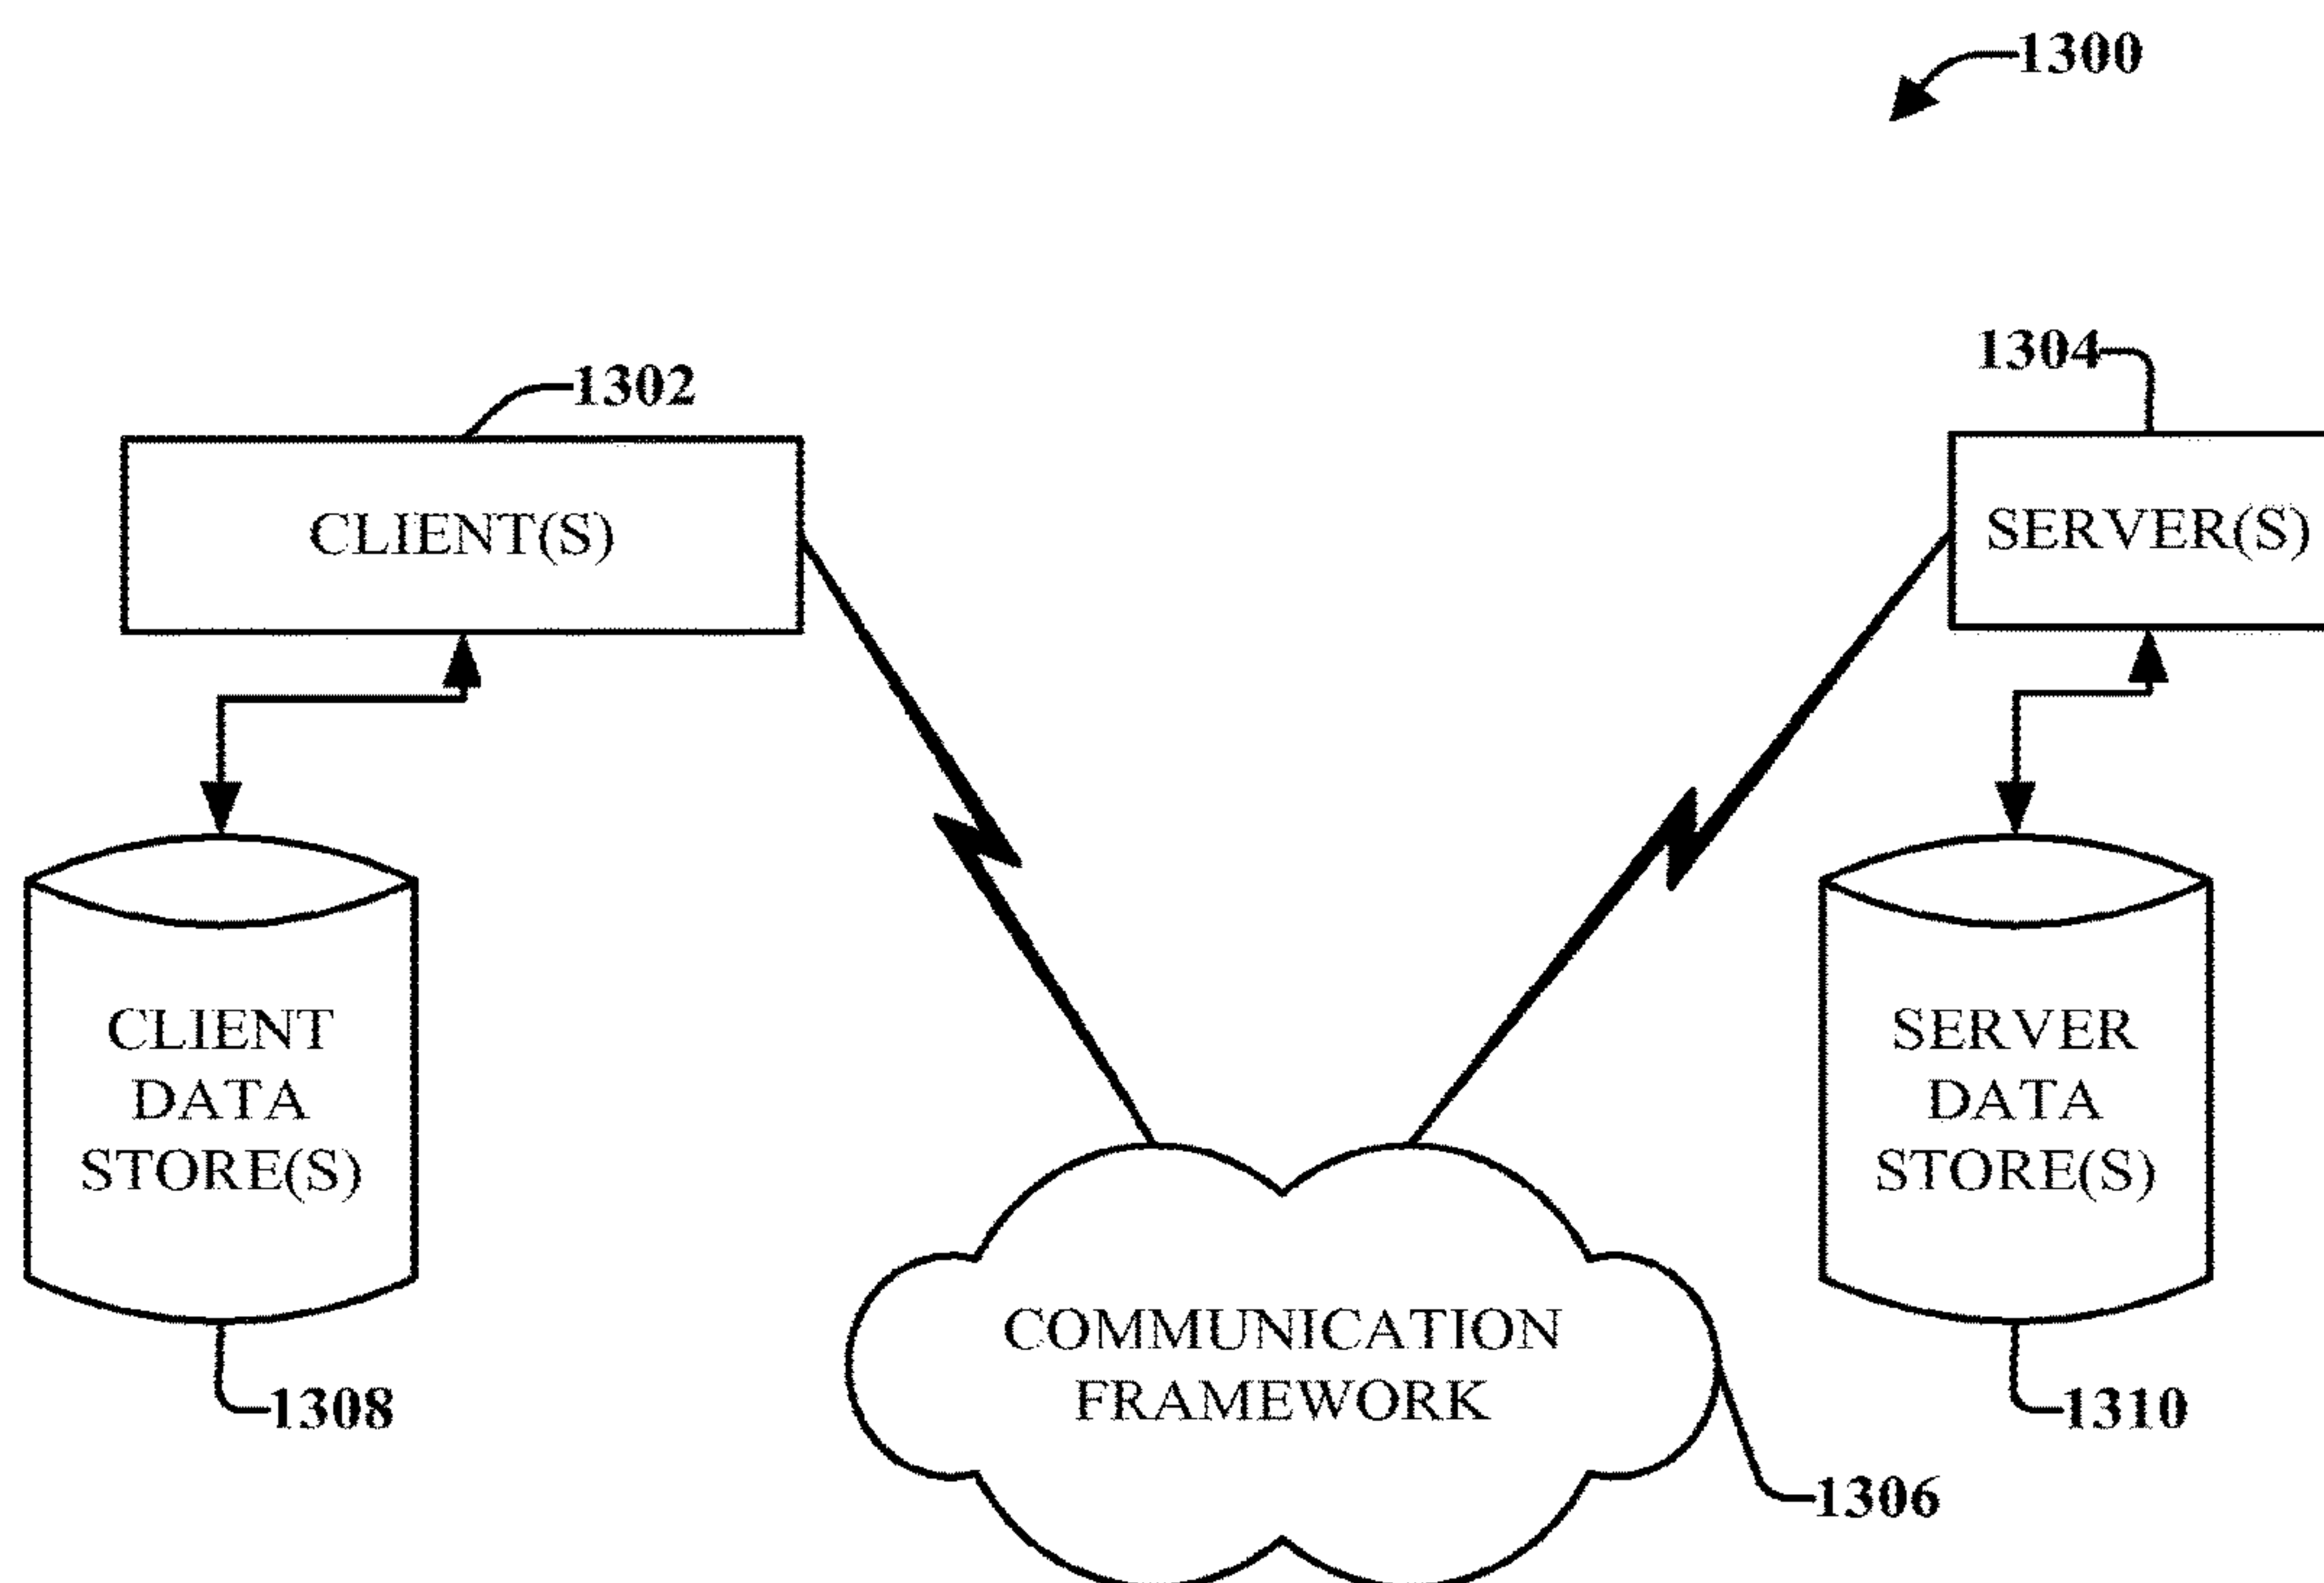 1300
1302
1304
CLIENT(S)
SERVER(S)
CLIENT
DATA
STORE(S)
SERVER
DATA
STORE(S)
COMMUNICATION
FRAMEWORK
1308
1310
1306